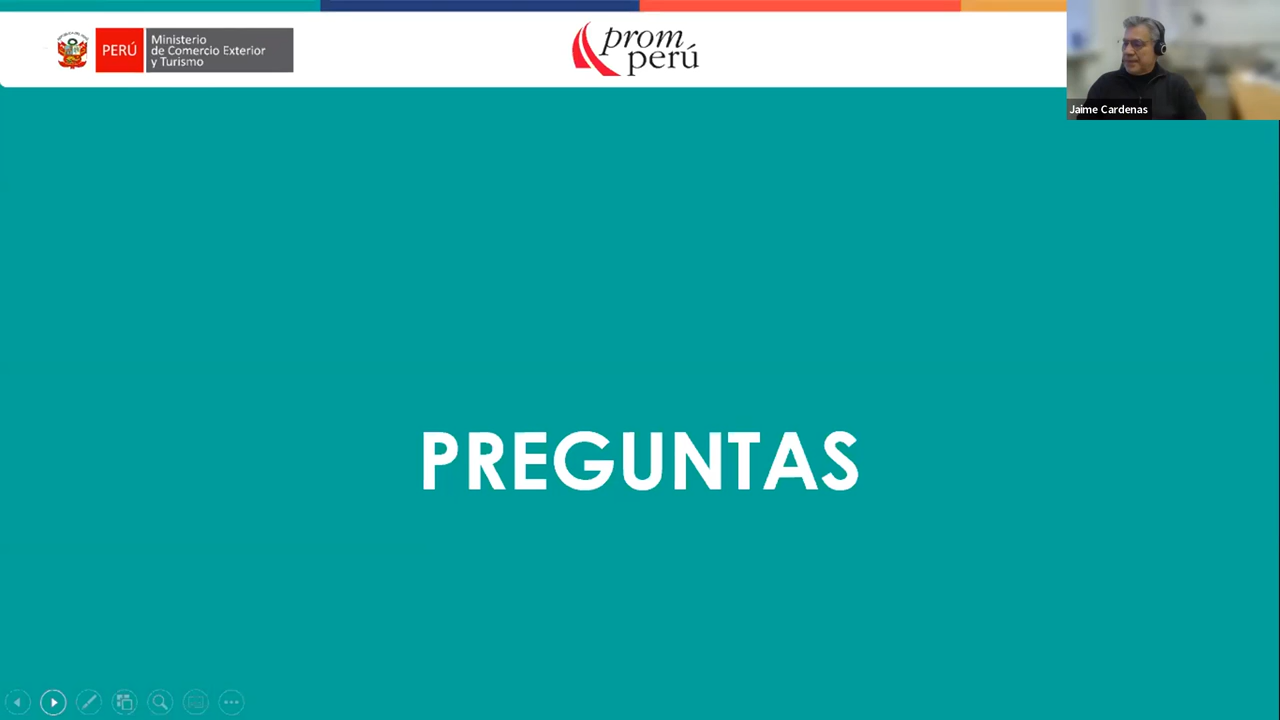 PERÚ
Ministerio
de Comercio Exterior
y Turismo
prom
perú
Jaime Cardenas
PREGUNTAS